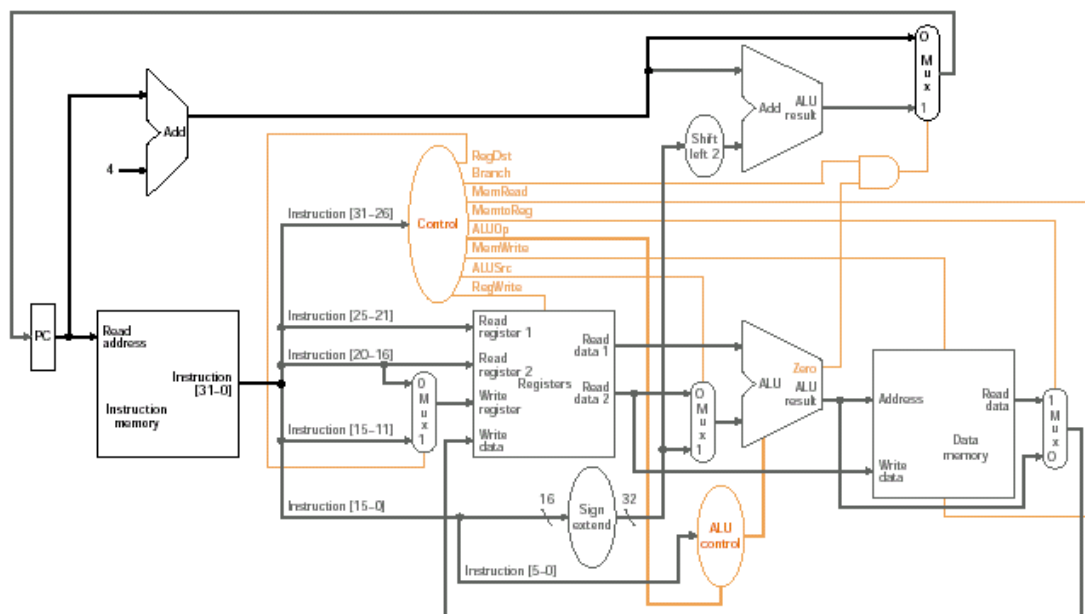 0
M
u
x
1
Add
ALU
result
Add
4
Shift
left 2
RegDst
Branch
MemRead
MemtoReg
ALUOp
MemWrite
ALUSrc
RegWrite
Control
Instruction [31–26]
Instruction [25–21]
Instruction [20–16]
Instruction [15–11]
Instruction [15–0]
Instruction [5–0]
PC
Read
address
Instruction
[31–0]
Instruction
memory
0
M
u
x
1
Read
register 1
Read
register 2
Write
register
Write
data
Registers
Read
data 1
Read
data 2
0
M
u
x
1
Zero
ALU
ALU
result
Address
Write
data
Read
data
Data
memory
1
M
u
x
0
16
Sign
extend
32
ALU
control